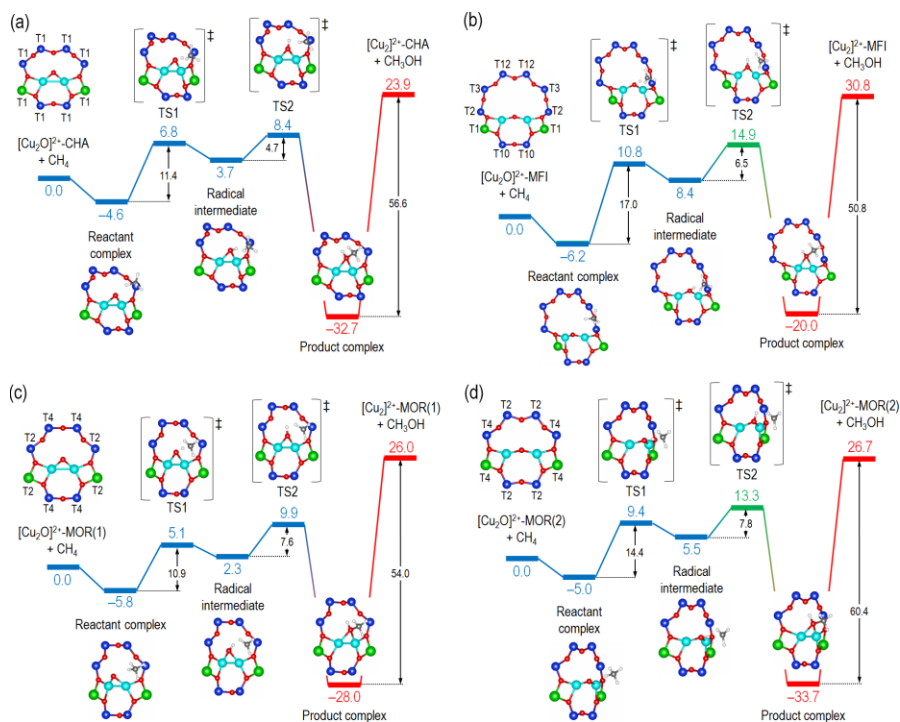 (a)
T1 T1
T1 T1
T1 T1
T1 T1
[Cu₂O]²⁺-CHA
+ CH₄
0.0
−4.6
Reactant
complex
‡
TS1
6.8
11.4
3.7
Radical
intermediate
‡
TS2
8.4
4.7
−32.7
Product complex
[Cu₂]²⁺-CHA
+ CH₃OH
23.9
56.6
(b)
T12 T12
T3 T3
T2 T2
T1 T1
T10 T10
[Cu₂O]²⁺-MFI
+ CH₄
0.0
−6.2
Reactant complex
‡
TS1
10.8
17.0
8.4
Radical
intermediate
‡
TS2
14.9
6.5
−20.0
Product complex
[Cu₂]²⁺-MFI
+ CH₃OH
30.8
50.8
(c)
T4 T4
T2 T2
T2 T2
T4 T4
[Cu₂O]²⁺-MOR(1)
+ CH₄
0.0
−5.8
Reactant complex
‡
TS1
5.1
10.9
2.3
Radical
intermediate
‡
TS2
9.9
7.6
−28.0
Product complex
[Cu₂]²⁺-MOR(1)
+ CH₃OH
26.0
54.0
(d)
T2 T2
T4 T4
T4 T4
T2 T2
[Cu₂O]²⁺-MOR(2)
+ CH₄
0.0
−5.0
Reactant
complex
‡
TS1
9.4
14.4
5.5
Radical
intermediate
‡
TS2
13.3
7.8
−33.7
Product complex
[Cu₂]²⁺-MOR(2)
+ CH₃OH
26.7
60.4